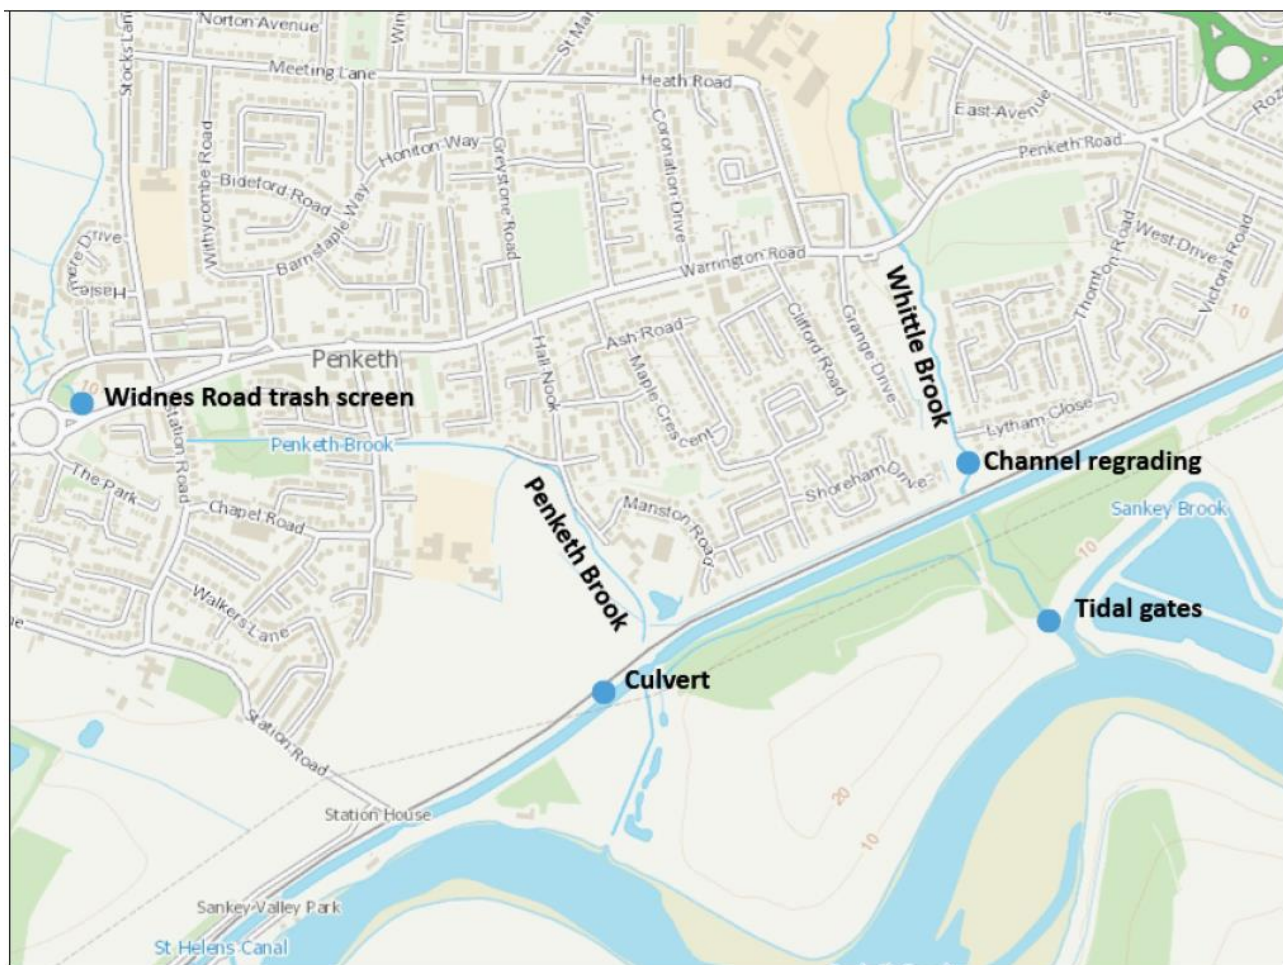 Norton Avenue
Stocks Lane
St Mar
Meeting Lane
Heath Road
East Avenue
Coronation Drive
Penketh Road
Honiton Way
Greystone Road
Withycombe Road
Bideford Road
Barnstaple Way
West Drive
Thornton Road
Victoria Road
Warrington Road
10
Whittle Brook
Grange Drive
Clifford Road
Ash Road
Hall Nook
Maple Crescent
Penketh
10
Widnes Road trash screen
Station Road
Penketh Brook
Lytham Close
Channel regrading
The Park
Chapel Road
Shoreham Drive
Manston Road
Sankey Brook
Penketh Brook
10
Walkers Lane
Tidal gates
Culvert
Station Road
20
10
Station House
Sankey Valley Park
St Helens Canal